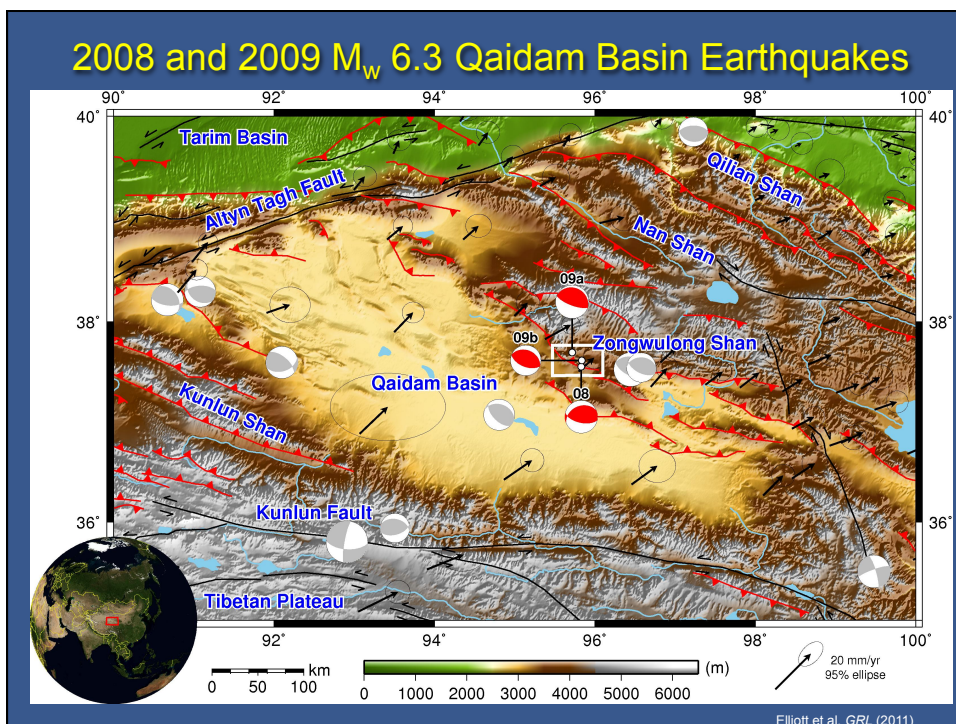 2008 and 2009 Mw 6.3 Qaidam Basin Earthquakes
90 92 94 96 98 100˚
40˚ 40˚
Tarim Basin
Qilian Shan
Altyn Tagh Fault
Nan Shan
09a
38˚ 38˚
09b
Zongwulong Shan
Qaidam Basin
08
Kunlun Shan
Kunlun Fault
36˚ 36˚
Tibetan Plateau
92 94 96 98 100˚
km
0 50 100
(m)
0 1000 2000 3000 4000 5000 6000
20 mm/yr
95% ellipse
Elliott et al. GRL (2011)